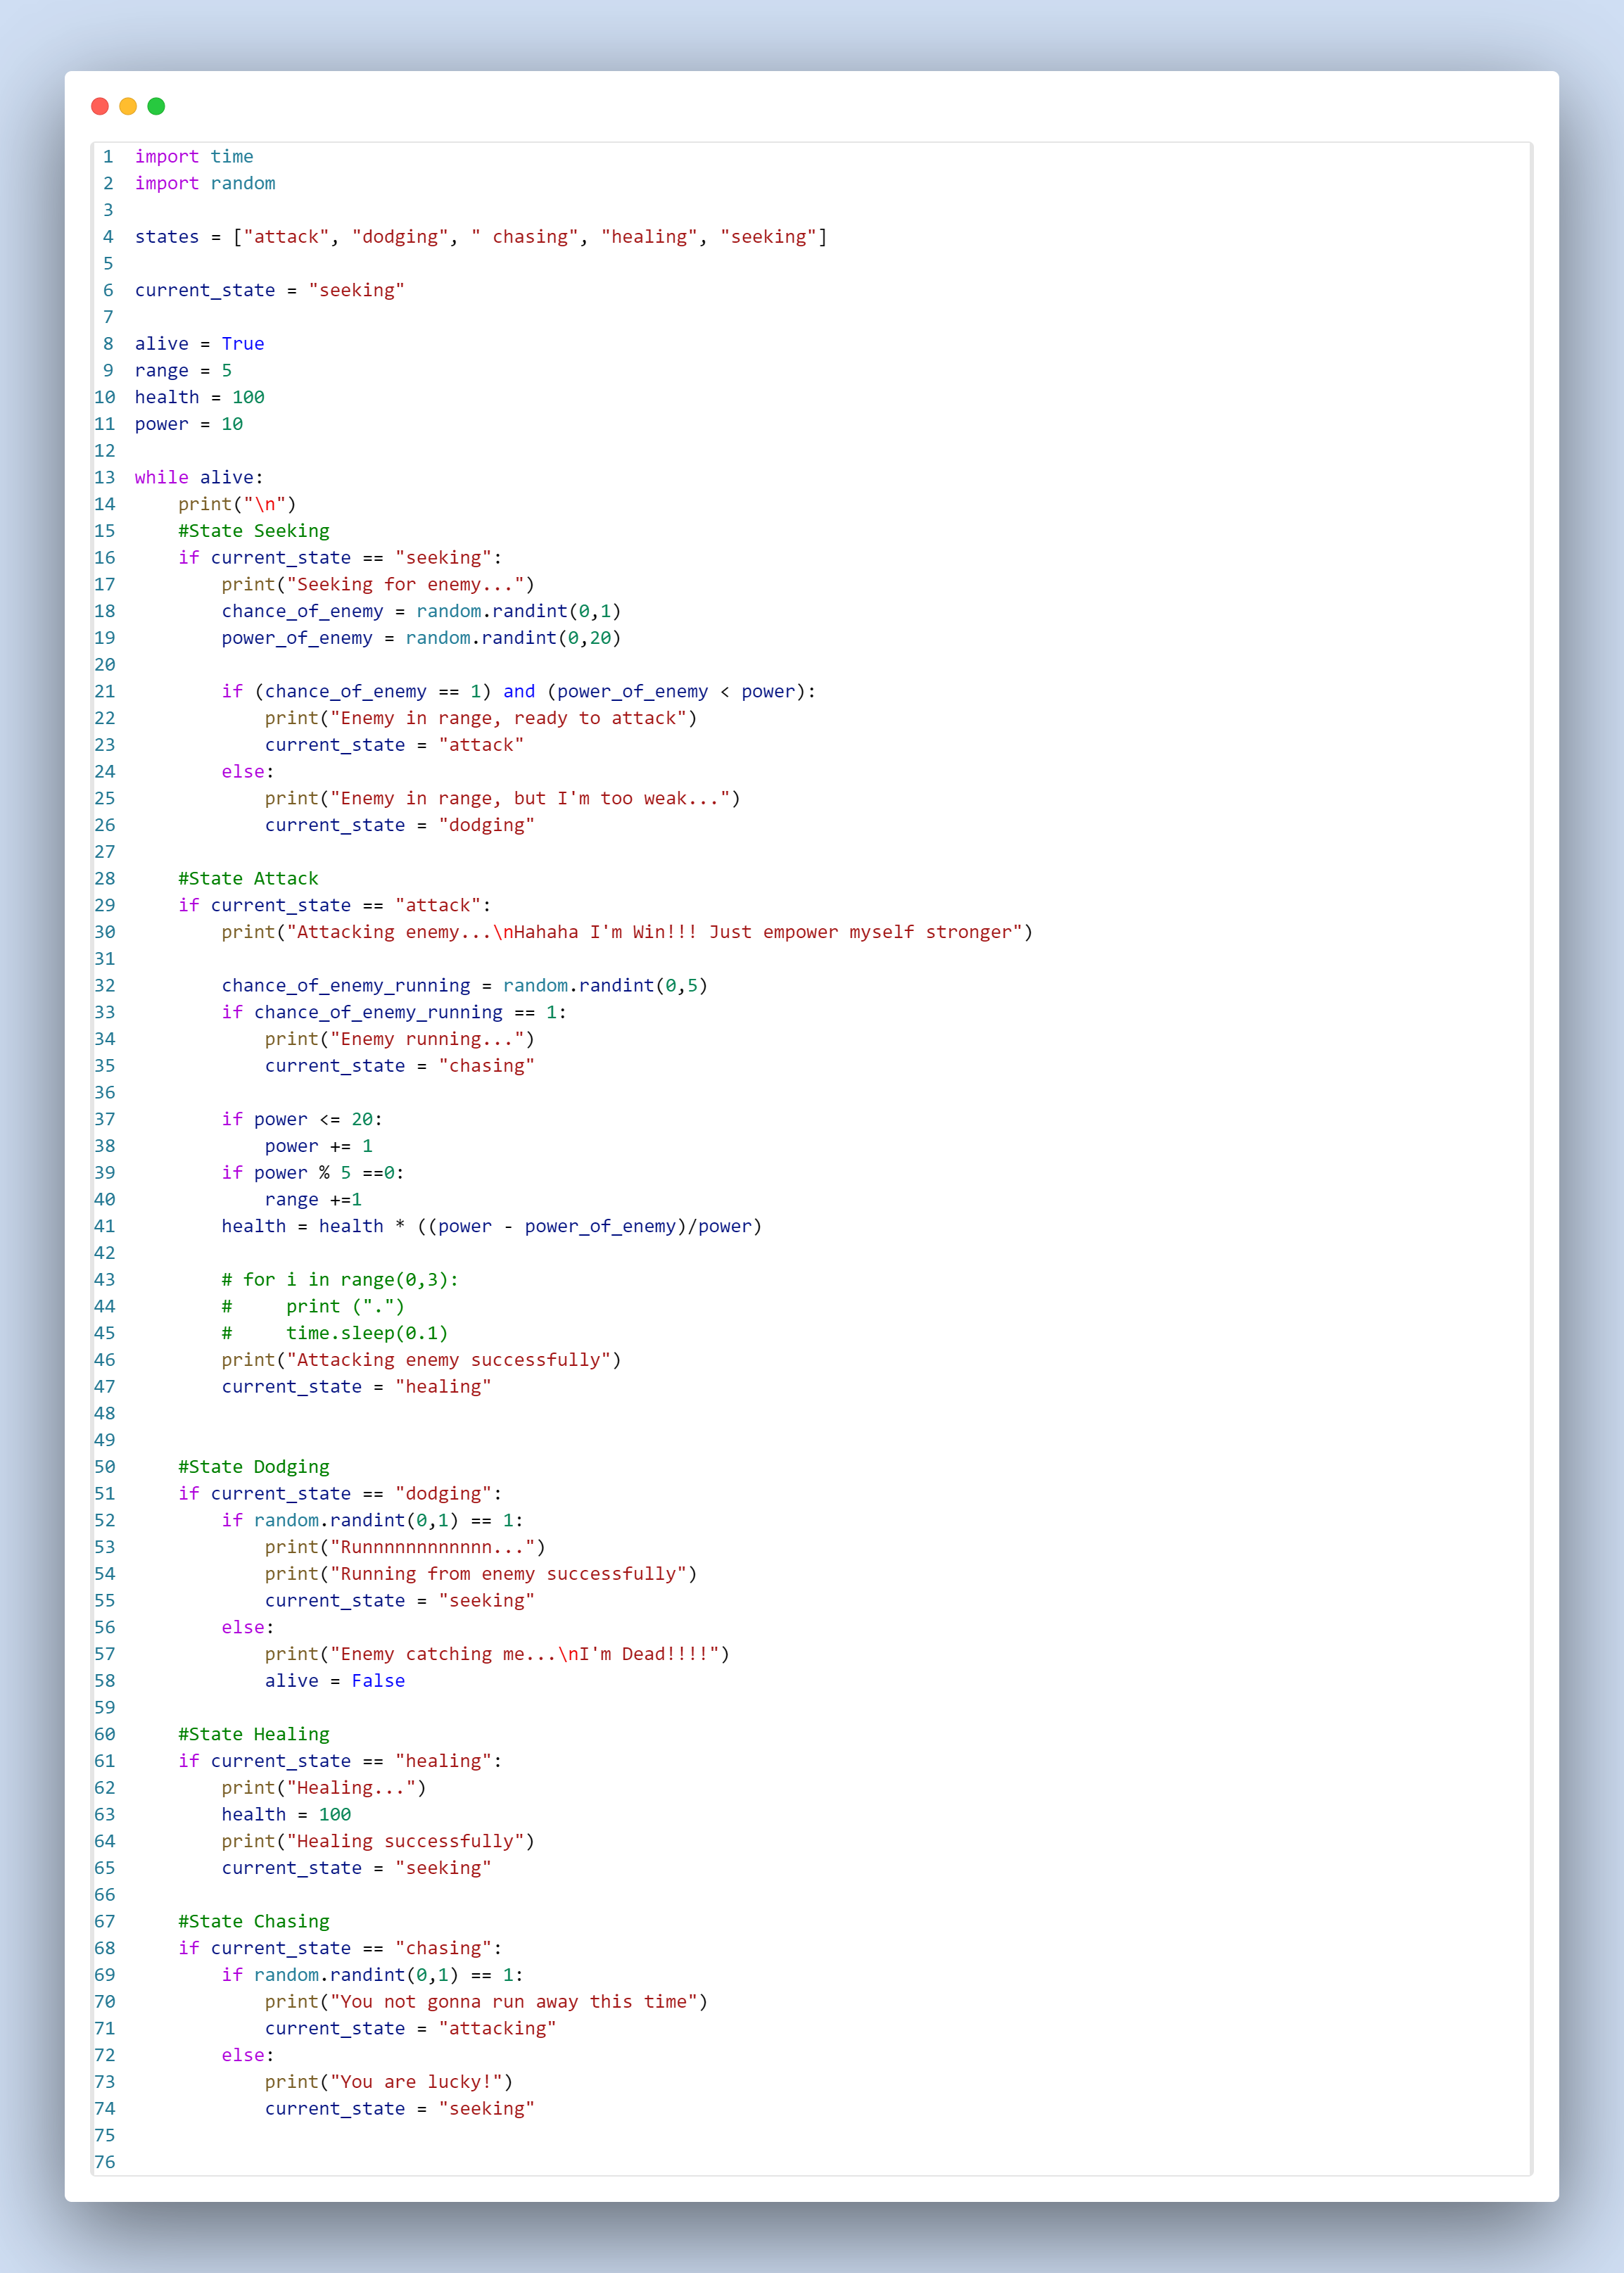 1 import time
2 import random
3
4 states = ["attack", "dodging", " chasing", "healing", "seeking"]
5
6 current_state = "seeking"
7
8 alive = True
9 range = 5
10 health = 100
11 power = 10
12
13 while alive:
14     print("\n")
15     #State Seeking
16     if current_state == "seeking":
17         print("Seeking for enemy...")
18         chance_of_enemy = random.randint(0,1)
19         power_of_enemy = random.randint(0,20)
20
21         if (chance_of_enemy == 1) and (power_of_enemy < power):
22             print("Enemy in range, ready to attack")
23             current_state = "attack"
24         else:
25             print("Enemy in range, but I'm too weak...")
26             current_state = "dodging"
27
28     #State Attack
29     if current_state == "attack":
30         print("Attacking enemy...\nHahaha I'm Win!!! Just empower myself stronger")
31
32         chance_of_enemy_running = random.randint(0,5)
33         if chance_of_enemy_running == 1:
34             print("Enemy running...")
35             current_state = "chasing"
36
37         if power <= 20:
38             power += 1
39         if power % 5 ==0:
40             range +=1
41         health = health * ((power - power_of_enemy)/power)
42
43         # for i in range(0,3):
44         #     print (".")
45         #     time.sleep(0.1)
46         print("Attacking enemy successfully")
47         current_state = "healing"
48
49
50     #State Dodging
51     if current_state == "dodging":
52         if random.randint(0,1) == 1:
53             print("Runnnnnnnnnnnn...")
54             print("Running from enemy successfully")
55             current_state = "seeking"
56         else:
57             print("Enemy catching me...\nI'm Dead!!!!")
58             alive = False
59
60     #State Healing
61     if current_state == "healing":
62         print("Healing...")
63         health = 100
64         print("Healing successfully")
65         current_state = "seeking"
66
67     #State Chasing
68     if current_state == "chasing":
69         if random.randint(0,1) == 1:
70             print("You not gonna run away this time")
71             current_state = "attacking"
72         else:
73             print("You are lucky!")
74             current_state = "seeking"
75
76